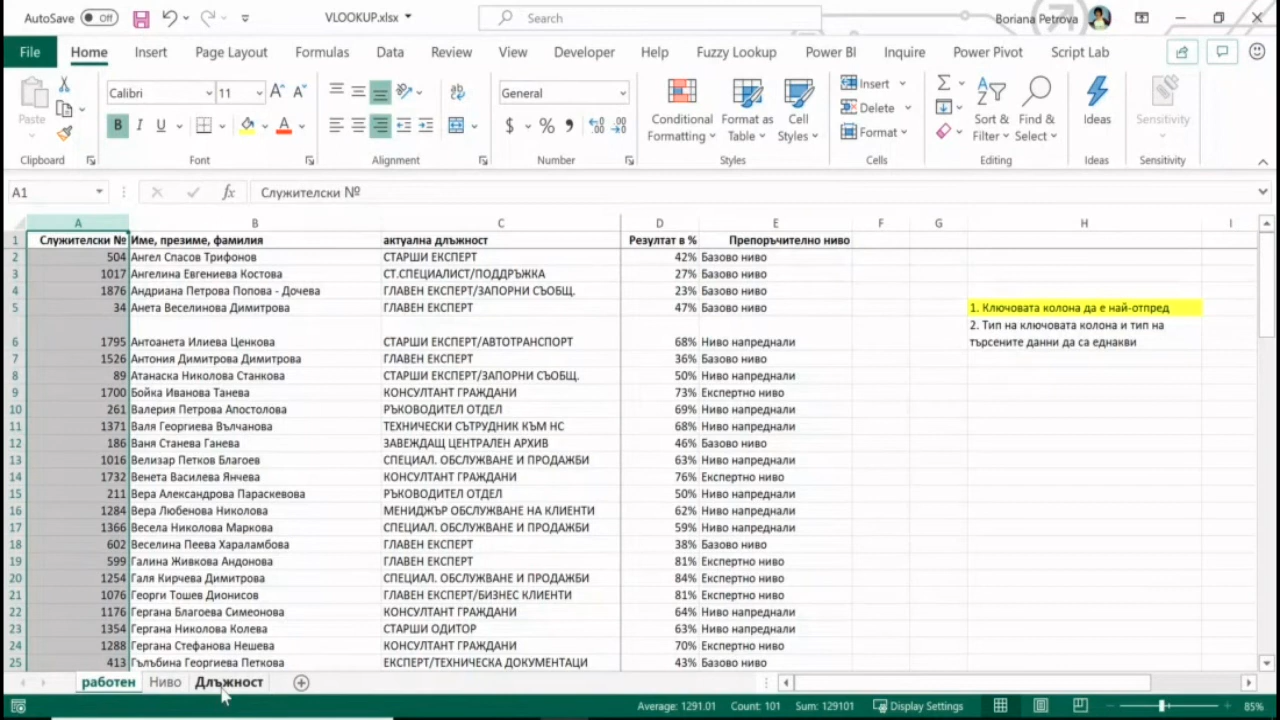 AutoSave Off VLOOKUP.xlsx Search Boriana Petrova
File Home Insert Page Layout Formulas Data Review View Developer Help Fuzzy Lookup Power BI Inquire Power Pivot Script Lab
Paste Calibri 11 General Conditional Formatting Format as Table Cell Styles Insert Delete Format Sort & Filter Find & Select Ideas Sensitivity
Clipboard Font Alignment Number Styles Cells Editing Ideas Sensitivity
A1 fx Служителски №
A B C D E F G H I
1 Служителски № Име, презиме, фамилия актуална длъжност Резултат в % Препоръчително ниво
2 504 Ангел Спасов Трифонов СТАРШИ ЕКСПЕРТ 42% Базово ниво
3 1017 Ангелина Евгениева Костова СТ.СПЕЦИАЛИСТ/ПОДДРЪЖКА 27% Базово ниво
4 1876 Андриана Петрова Попова - Дочева ГЛАВЕН ЕКСПЕРТ/ЗАПОРНИ СЪОБЩ. 23% Базово ниво
5 34 Анета Веселинова Димитрова ГЛАВЕН ЕКСПЕРТ 47% Базово ниво 1. Ключовата колона да е най-отпред
2. Тип на ключовата колона и тип на
6 1795 Антоанета Илиева Ценкова СТАРШИ ЕКСПЕРТ/АВТОТРАНСПОРТ 68% Ниво напреднали търсените данни да са еднакви
7 1526 Антония Димитрова Димитрова ГЛАВЕН ЕКСПЕРТ 36% Базово ниво
8 89 Атанаска Николова Станкова СТАРШИ ЕКСПЕРТ/ЗАПОРНИ СЪОБЩ. 50% Ниво напреднали
9 1700 Бойка Иванова Танева КОНСУЛТАНТ ГРАЖДАНИ 73% Експертно ниво
10 261 Валерия Петрова Апостолова РЪКОВОДИТЕЛ ОТДЕЛ 69% Ниво напреднали
11 1371 Валя Георгиева Вълчанова ТЕХНИЧЕСКИ СЪТРУДНИК КЪМ НС 68% Ниво напреднали
12 186 Ваня Станева Ганева ЗАВЕЖДАЩ ЦЕНТРАЛЕН АРХИВ 46% Базово ниво
13 1016 Велизар Петков Благоев СПЕЦИАЛ. ОБСЛУЖВАНЕ И ПРОДАЖБИ 63% Ниво напреднали
14 1732 Венета Василева Янчева КОНСУЛТАНТ ГРАЖДАНИ 76% Експертно ниво
15 211 Вера Александрова Параскевова РЪКОВОДИТЕЛ ОТДЕЛ 50% Ниво напреднали
16 1284 Вера Любенова Николова МЕНИДЖЪР ОБСЛУЖВАНЕ НА КЛИЕНТИ 62% Ниво напреднали
17 1366 Весела Николова Маркова СПЕЦИАЛ. ОБСЛУЖВАНЕ И ПРОДАЖБИ 59% Ниво напреднали
18 602 Веселина Пеева Хараламбова ГЛАВЕН ЕКСПЕРТ 38% Базово ниво
19 599 Галина Живкова Андонова ГЛАВЕН ЕКСПЕРТ 81% Експертно ниво
20 1254 Галя Кирчева Димитрова СПЕЦИАЛ. ОБСЛУЖВАНЕ И ПРОДАЖБИ 84% Експертно ниво
21 1076 Георги Тошев Дионисов ГЛАВЕН ЕКСПЕРТ/БИЗНЕС КЛИЕНТИ 81% Експертно ниво
22 1176 Гергана Благоева Симеонова КОНСУЛТАНТ ГРАЖДАНИ 64% Ниво напреднали
23 1354 Гергана Николова Колева СТАРШИ ОДИТОР 63% Ниво напреднали
24 1288 Гергана Стефанова Нешева КОНСУЛТАНТ ГРАЖДАНИ 70% Експертно ниво
25 413 Гълъбина Георгиева Петкова ЕКСПЕРТ/ТЕХНИЧЕСКА ДОКУМЕНТАЦИ 43% Базово ниво
работен Ниво Длъжност
Average: 1291.01 Count: 101 Sum: 129101 Display Settings 85%